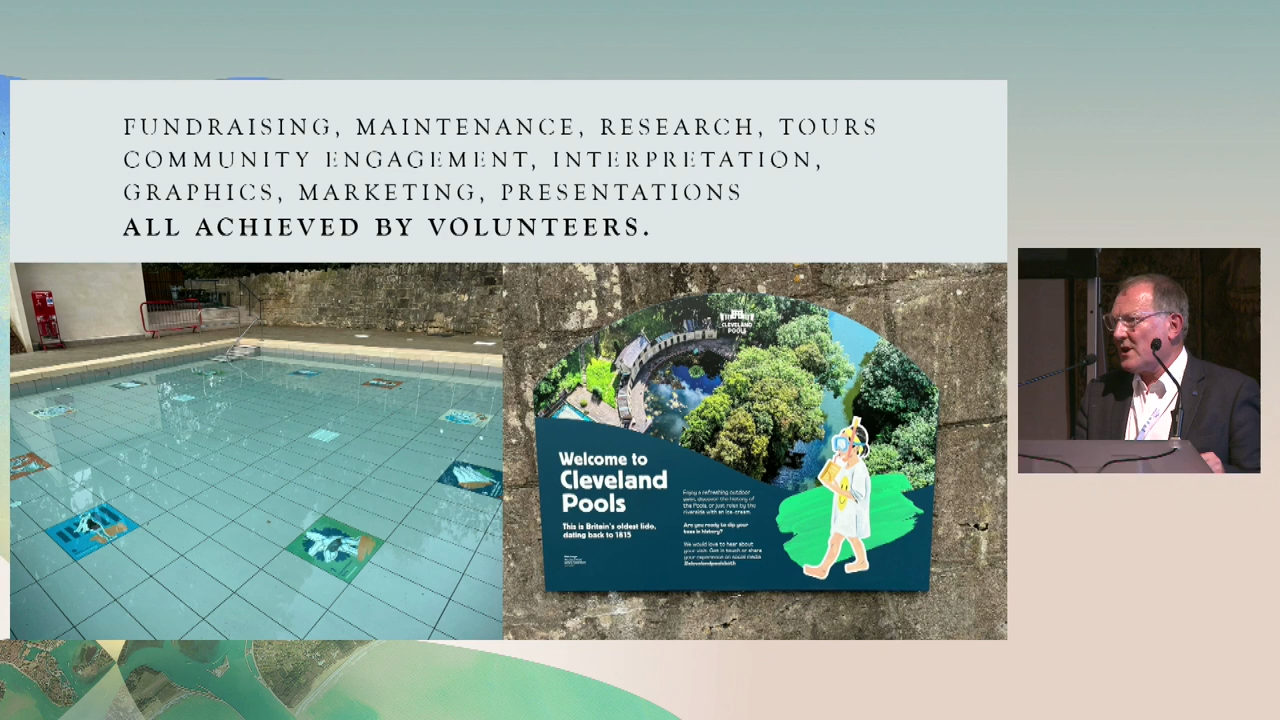 FUNDRAISING, MAINTENANCE, RESEARCH, TOURS
COMMUNITY ENGAGEMENT, INTERPRETATION,
GRAPHICS, MARKETING, PRESENTATIONS
ALL ACHIEVED BY VOLUNTEERS.
CLEVELAND
POOLS
Welcome to
Cleveland
Pools
This is Britain's oldest lido,
dating back to 1815
Enjoy a refreshing outdoor
swim, discover the history of
the Pools, or just relax by the
riverside with an ice-cream.
Are you ready to dip your
toes in history?
We would love to hear about
your visit. Get in touch or share
your experience on social media